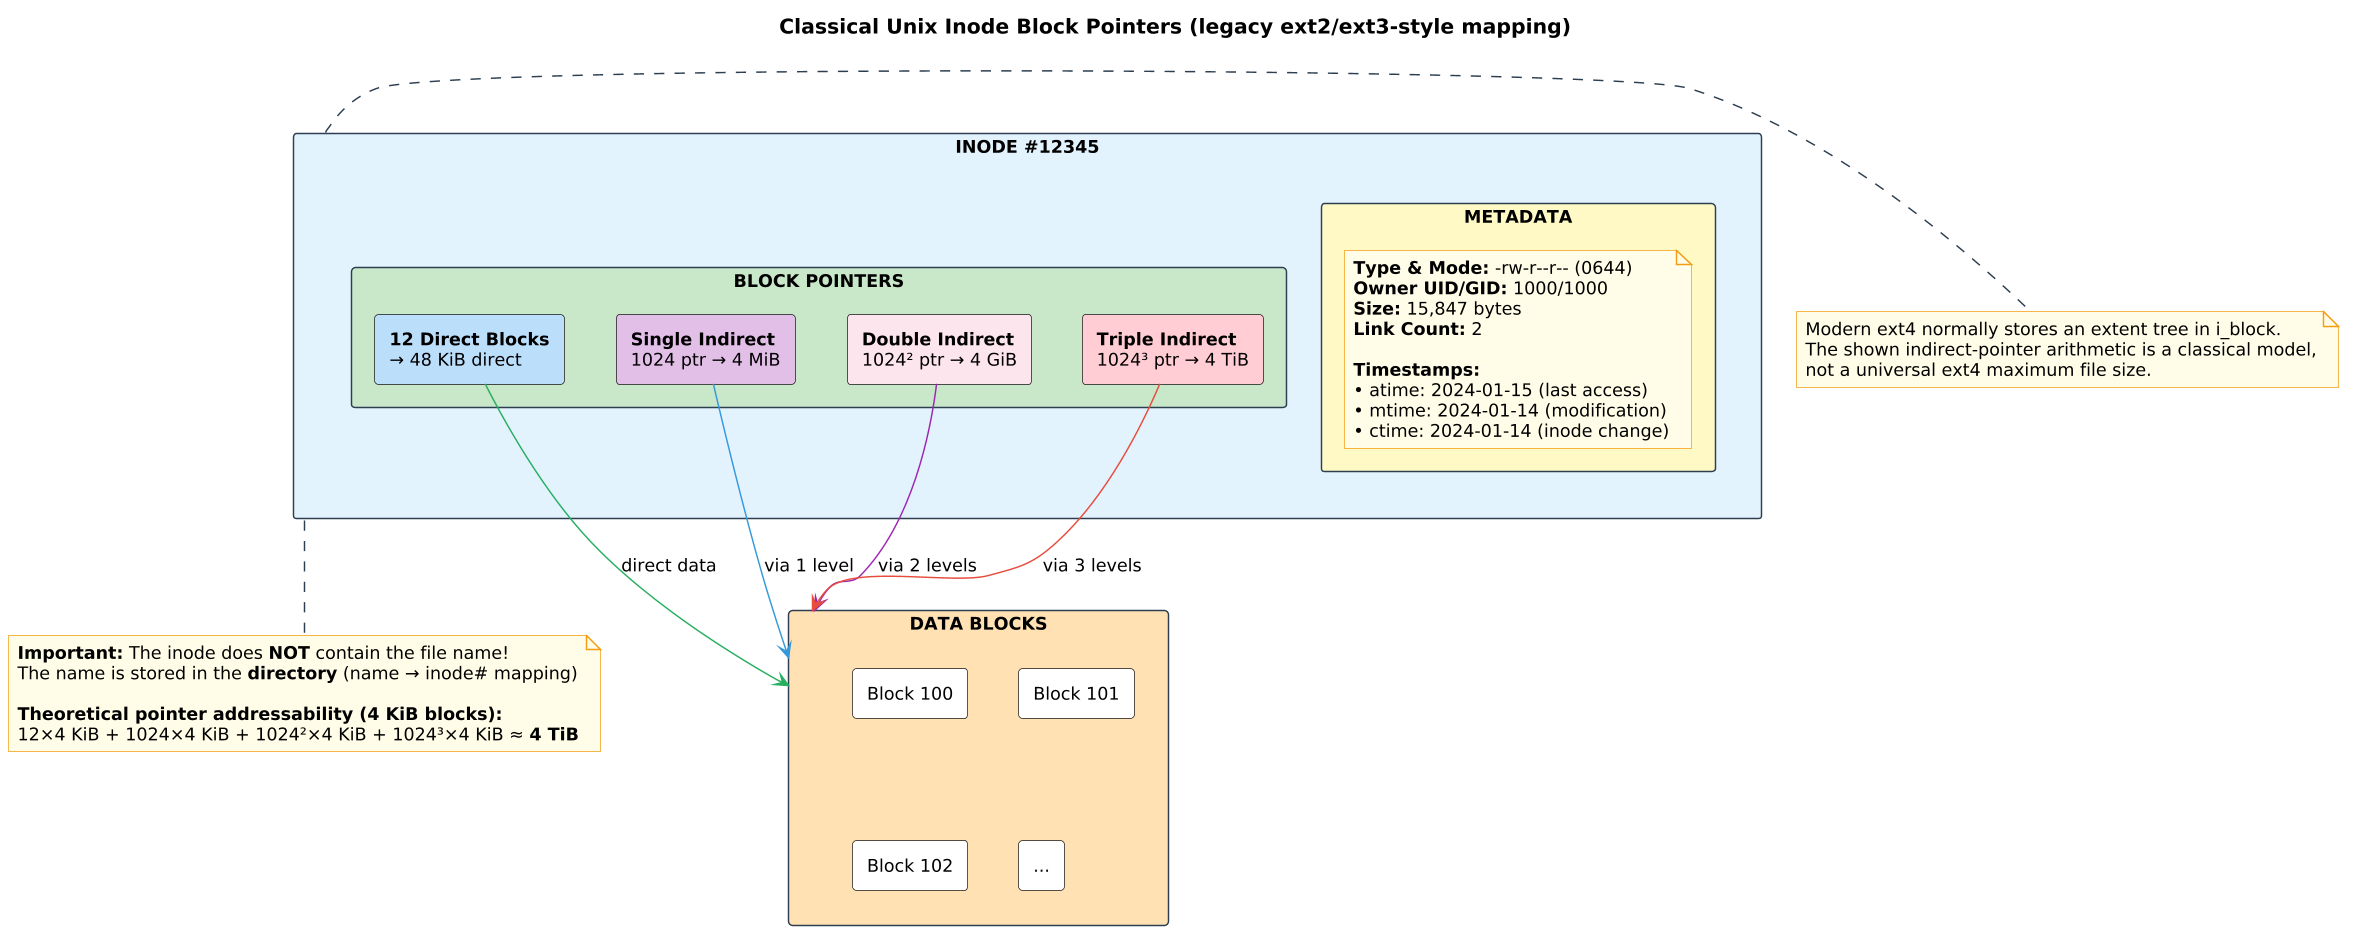 Classical Unix Inode Block Pointers (legacy ext2/ext3-style mapping)
INODE #12345
BLOCK POINTERS
12 Direct Blocks
→ 48 KiB direct
Single Indirect
1024 ptr → 4 MiB
Double Indirect
1024² ptr → 4 GiB
Triple Indirect
1024³ ptr → 4 TiB
METADATA
Type & Mode: -rw-r--r-- (0644)
Owner UID/GID: 1000/1000
Size: 15,847 bytes
Link Count: 2
Timestamps:
• atime: 2024-01-15 (last access)
• mtime: 2024-01-14 (modification)
• ctime: 2024-01-14 (inode change)
Modern ext4 normally stores an extent tree in i_block.
The shown indirect-pointer arithmetic is a classical model,
not a universal ext4 maximum file size.
direct data
via 1 level
via 2 levels
via 3 levels
Important: The inode does NOT contain the file name!
The name is stored in the directory (name → inode# mapping)
Theoretical pointer addressability (4 KiB blocks):
12×4 KiB + 1024×4 KiB + 1024²×4 KiB + 1024³×4 KiB ≈ 4 TiB
DATA BLOCKS
Block 100
Block 101
Block 102
...